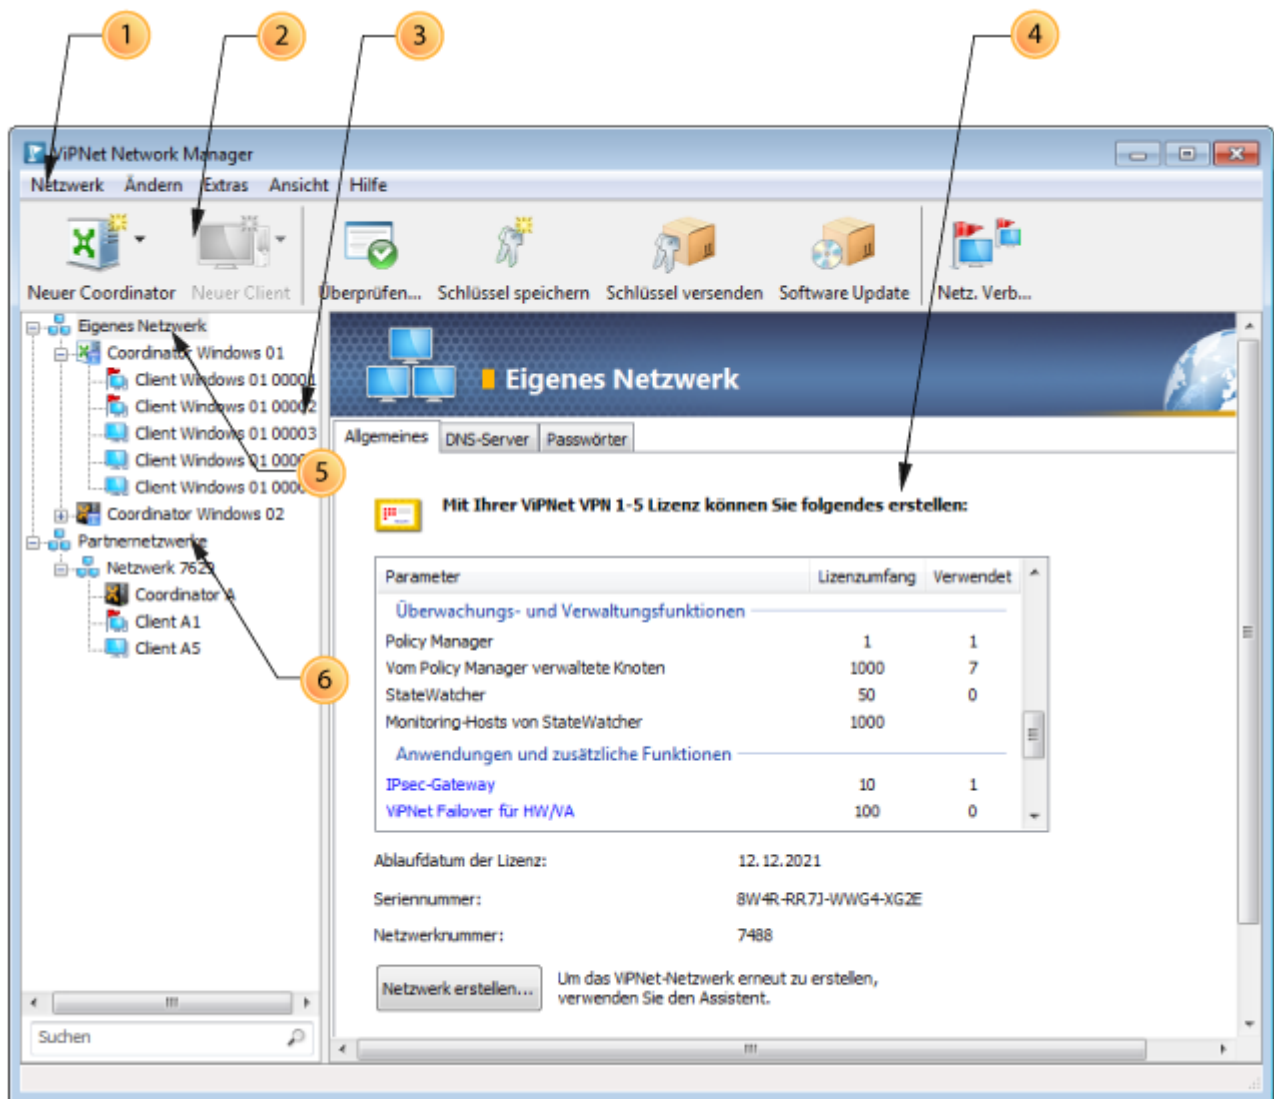 1
2
3
4
ViPNet Network Manager
Netzwerk Ändern Extras Ansicht Hilfe
Neuer Coordinator Neuer Client Überprüfen... Schlüssel speichern Schlüssel versenden Software Update Netz. Verb...
Eigenes Netzwerk
Coordinator Windows 01
Client Windows 01 00001
Client Windows 01 00002
Client Windows 01 00003
Client Windows 01
Client Windows 01
Coordinator Windows 02
Partnernetzwerke
Netzwerk 7629
Coordinator A
Client A1
Client A5
5
6
Suchen
Eigenes Netzwerk
Allgemeines DNS-Server Passwörter
Mit Ihrer ViPNet VPN 1-5 Lizenz können Sie folgendes erstellen:
Parameter Lizenzumfang Verwendet
Überwachungs- und Verwaltungsfunktionen
Policy Manager 1 1
Vom Policy Manager verwaltete Knoten 1000 7
StateWatcher 50 0
Monitoring-Hosts von StateWatcher 1000
Anwendungen und zusätzliche Funktionen
IPsec-Gateway 10 1
ViPNet Failover für HW/VA 100 0
Ablaufdatum der Lizenz: 12.12.2021
Seriennummer: 8W4R-RR7J-WWG4-XG2E
Netzwerknummer: 7488
Netzwerk erstellen...
Um das ViPNet-Netzwerk erneut zu erstellen,
verwenden Sie den Assistent.